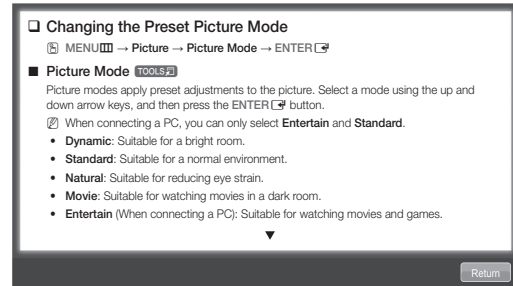 ❑ Changing the Preset Picture Mode
MENU → Picture → Picture Mode → ENTER
■ Picture Mode TOOLS
Picture modes apply preset adjustments to the picture. Select a mode using the up and
down arrow keys, and then press the ENTER button.
When connecting a PC, you can only select Entertain and Standard.
• Dynamic: Suitable for a bright room.
• Standard: Suitable for a normal environment.
• Natural: Suitable for reducing eye strain.
• Movie: Suitable for watching movies in a dark room.
• Entertain (When connecting a PC): Suitable for watching movies and games.
▼
Return